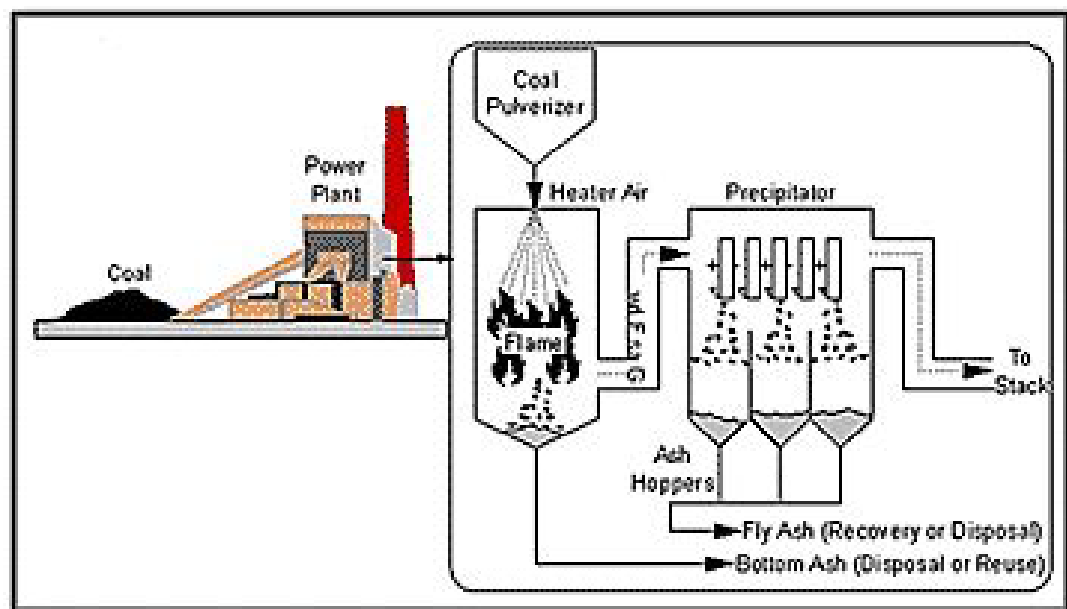 Coal
Pulverizer
Power
Plant
Heater Air
Precipitator
Coal
Flame
To
Stack
Ash
Hoppers
Fly Ash (Recovery or Disposal)
Bottom Ash (Disposal or Reuse)